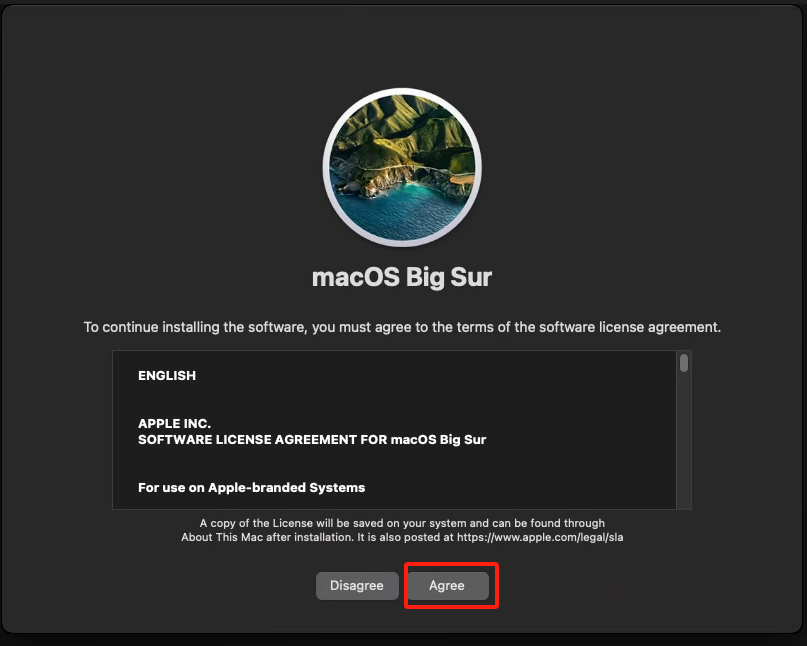 macOS Big Sur
To continue installing the software, you must agree to the terms of the software license agreement.
ENGLISH
APPLE INC.
SOFTWARE LICENSE AGREEMENT FOR macOS Big Sur
For use on Apple-branded Systems
A copy of the License will be saved on your system and can be found through
About This Mac after installation. It is also posted at https://www.apple.com/legal/sla
Disagree
Agree